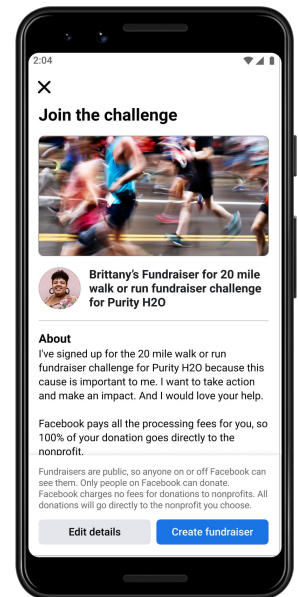 2:04
Join the challenge
Brittany's Fundraiser for 20 mile
walk or run fundraiser challenge
for Purity H2O
About
I've signed up for the 20 mile walk or run
fundraiser challenge for Purity H2O because this
cause is important to me. I want to take action
and make an impact. And I would love your help.
Facebook pays all the processing fees for you, so
100% of your donation goes directly to the
nonprofit.
Fundraisers are public, so anyone on or off Facebook can
see them. Only people on Facebook can donate.
Facebook charges no fees for donations to nonprofits. All
donations will go directly to the nonprofit you choose.
Edit details
Create fundraiser